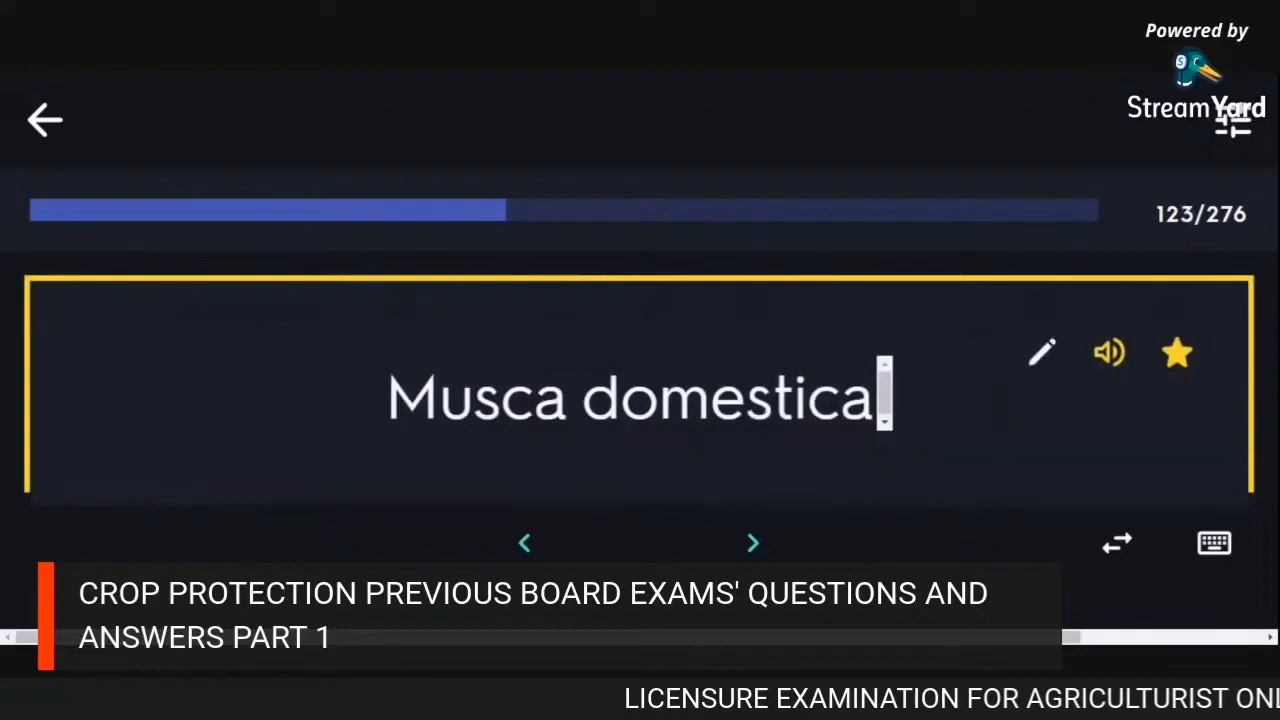 Powered by
StreamYard
123/276
Musca domestica
CROP PROTECTION PREVIOUS BOARD EXAMS' QUESTIONS AND
ANSWERS PART 1
LICENSURE EXAMINATION FOR AGRICULTURIST ONL